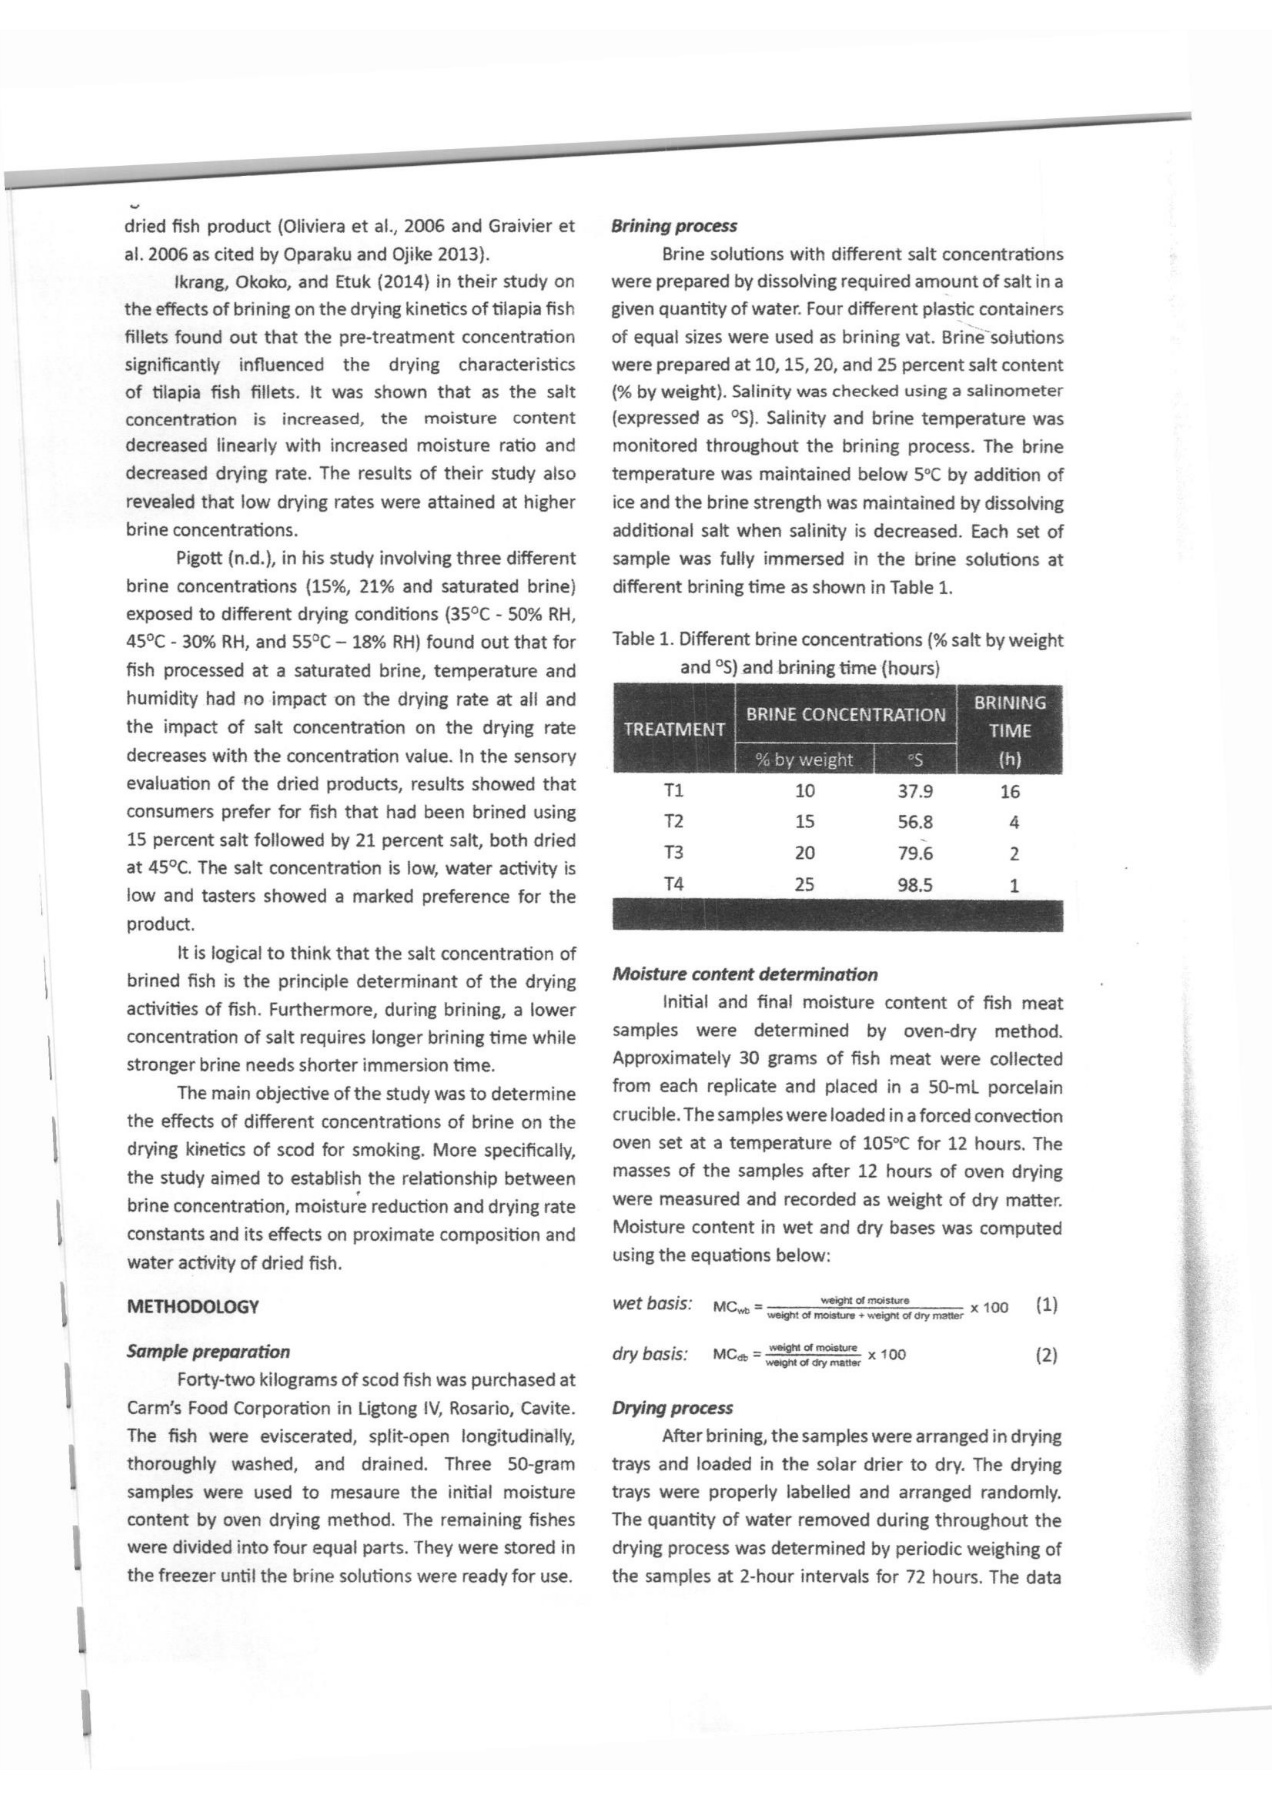 dried fish product (Oliviera et al., 2006 and Graivier et
al. 2006 as cited by Oparaku and Ojike 2013).
Ikrang, Okoko, and Etuk (2014) in their study on
the effects of brining on the drying kinetics of tilapia fish
fillets found out that the pre-treatment concentration
significantly influenced the drying characteristics
of tilapia fish fillets. It was shown that as the salt
concentration is increased, the moisture content
decreased linearly with increased moisture ratio and
decreased drying rate. The results of their study also
revealed that low drying rates were attained at higher
brine concentrations.
Pigott (n.d.), in his study involving three different
brine concentrations (15%, 21% and saturated brine)
exposed to different drying conditions (35°C - 50% RH,
45°C - 30% RH, and 55°C – 18% RH) found out that for
fish processed at a saturated brine, temperature and
humidity had no impact on the drying rate at all and
the impact of salt concentration on the drying rate
decreases with the concentration value. In the sensory
evaluation of the dried products, results showed that
consumers prefer for fish that had been brined using
15 percent salt followed by 21 percent salt, both dried
at 45°C. The salt concentration is low, water activity is
low and tasters showed a marked preference for the
product.
It is logical to think that the salt concentration of
brined fish is the principle determinant of the drying
activities of fish. Furthermore, during brining, a lower
concentration of salt requires longer brining time while
stronger brine needs shorter immersion time.
The main objective of the study was to determine
the effects of different concentrations of brine on the
drying kinetics of scod for smoking. More specifically,
the study aimed to establish the relationship between
brine concentration, moisture reduction and drying rate
constants and its effects on proximate composition and
water activity of dried fish.
METHODOLOGY
Sample preparation
Forty-two kilograms of scod fish was purchased at
Carm's Food Corporation in Ligtong IV, Rosario, Cavite.
The fish were eviscerated, split-open longitudinally,
thoroughly washed, and drained. Three 50-gram
samples were used to mesaure the initial moisture
content by oven drying method. The remaining fishes
were divided into four equal parts. They were stored in
the freezer until the brine solutions were ready for use.
Brining process
Brine solutions with different salt concentrations
were prepared by dissolving required amount of salt in a
given quantity of water. Four different plastic containers
of equal sizes were used as brining vat. Brine solutions
were prepared at 10, 15, 20, and 25 percent salt content
(% by weight). Salinity was checked using a salinometer
(expressed as °S). Salinity and brine temperature was
monitored throughout the brining process. The brine
temperature was maintained below 5°C by addition of
ice and the brine strength was maintained by dissolving
additional salt when salinity is decreased. Each set of
sample was fully immersed in the brine solutions at
different brining time as shown in Table 1.
Table 1. Different brine concentrations (% salt by weight
and °S) and brining time (hours)
TREATMENT BRINE CONCENTRATION BRINING TIME (h)
% by weight °S
T1 10 37.9 16
T2 15 56.8 4
T3 20 79.6 2
T4 25 98.5 1
Moisture content determination
Initial and final moisture content of fish meat
samples were determined by oven-dry method.
Approximately 30 grams of fish meat were collected
from each replicate and placed in a 50-mL porcelain
crucible. The samples were loaded in a forced convection
oven set at a temperature of 105°C for 12 hours. The
masses of the samples after 12 hours of oven drying
were measured and recorded as weight of dry matter.
Moisture content in wet and dry bases was computed
using the equations below:
wet basis: MCwb = weight of moisture / weight of moisture + weight of dry matter x 100 (1)
dry basis: MCdb = weight of moisture / weight of dry matter x 100 (2)
Drying process
After brining, the samples were arranged in drying
trays and loaded in the solar drier to dry. The drying
trays were properly labelled and arranged randomly.
The quantity of water removed during throughout the
drying process was determined by periodic weighing of
the samples at 2-hour intervals for 72 hours. The data